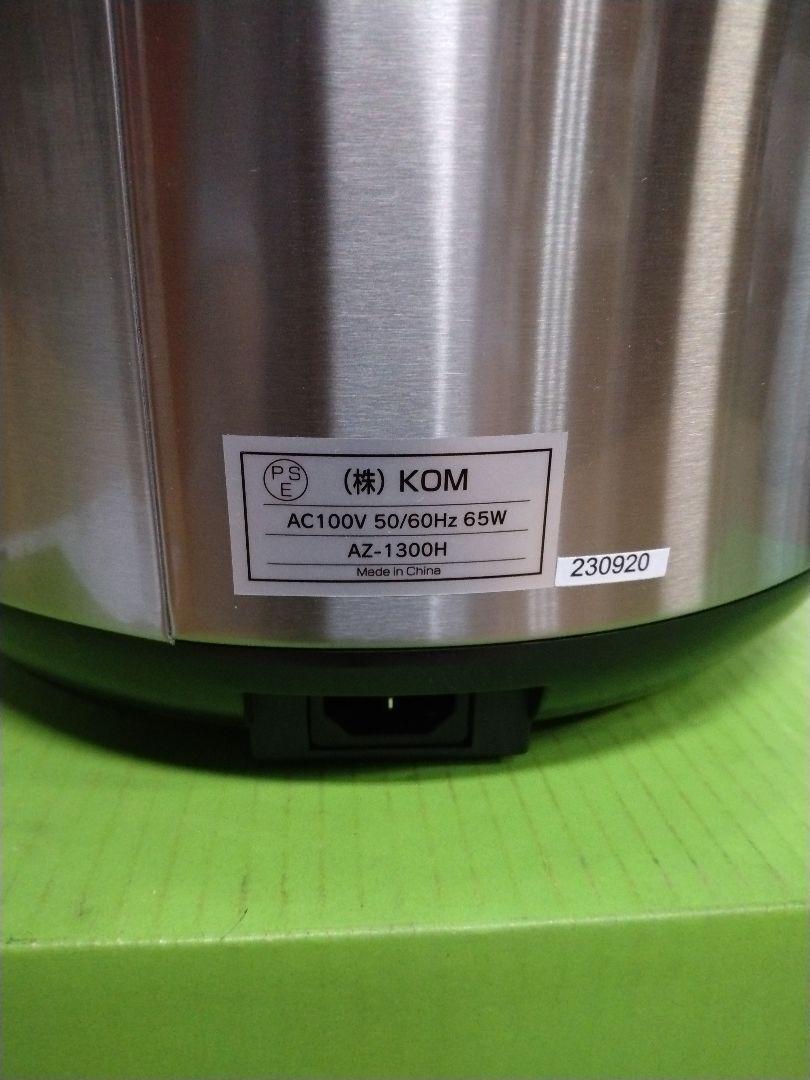 PSE
(株) KOM
AC100V 50/60Hz 65W
AZ-1300H
Made in China
230920